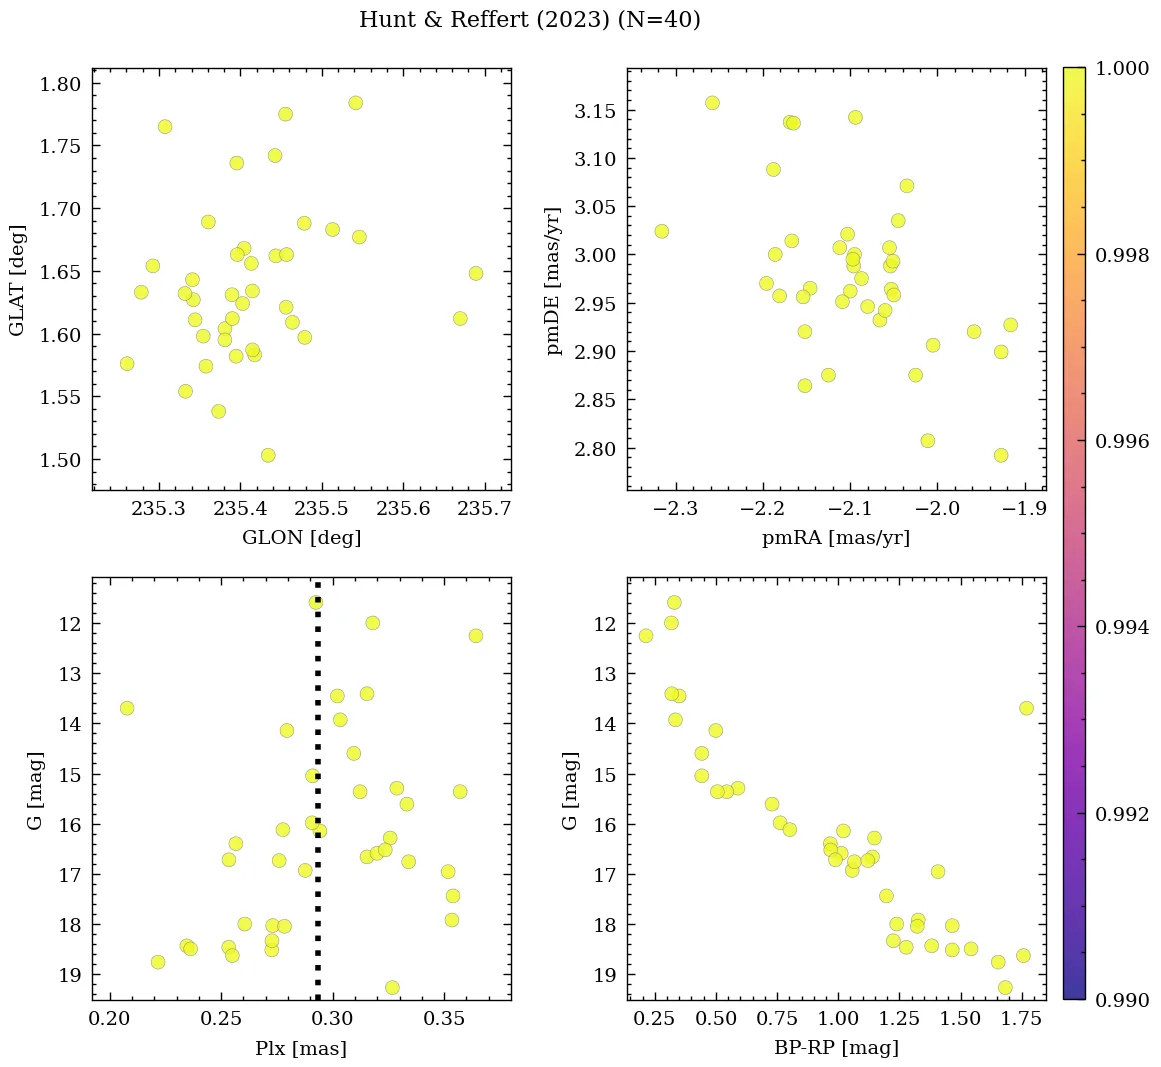 Hunt & Reffert (2023) (N=40)
GLAT [deg]
1.80
1.75
1.70
1.65
1.60
1.55
1.50
235.3 235.4 235.5 235.6 235.7
GLON [deg]
pmDE [mas/yr]
3.15
3.10
3.05
3.00
2.95
2.90
2.85
2.80
−2.3 −2.2 −2.1 −2.0 −1.9
pmRA [mas/yr]
1.000
0.998
0.996
0.994
0.992
0.990
G [mag]
12
13
14
15
16
17
18
19
0.20 0.25 0.30 0.35
Plx [mas]
G [mag]
12
13
14
15
16
17
18
19
0.25 0.50 0.75 1.00 1.25 1.50 1.75
BP-RP [mag]